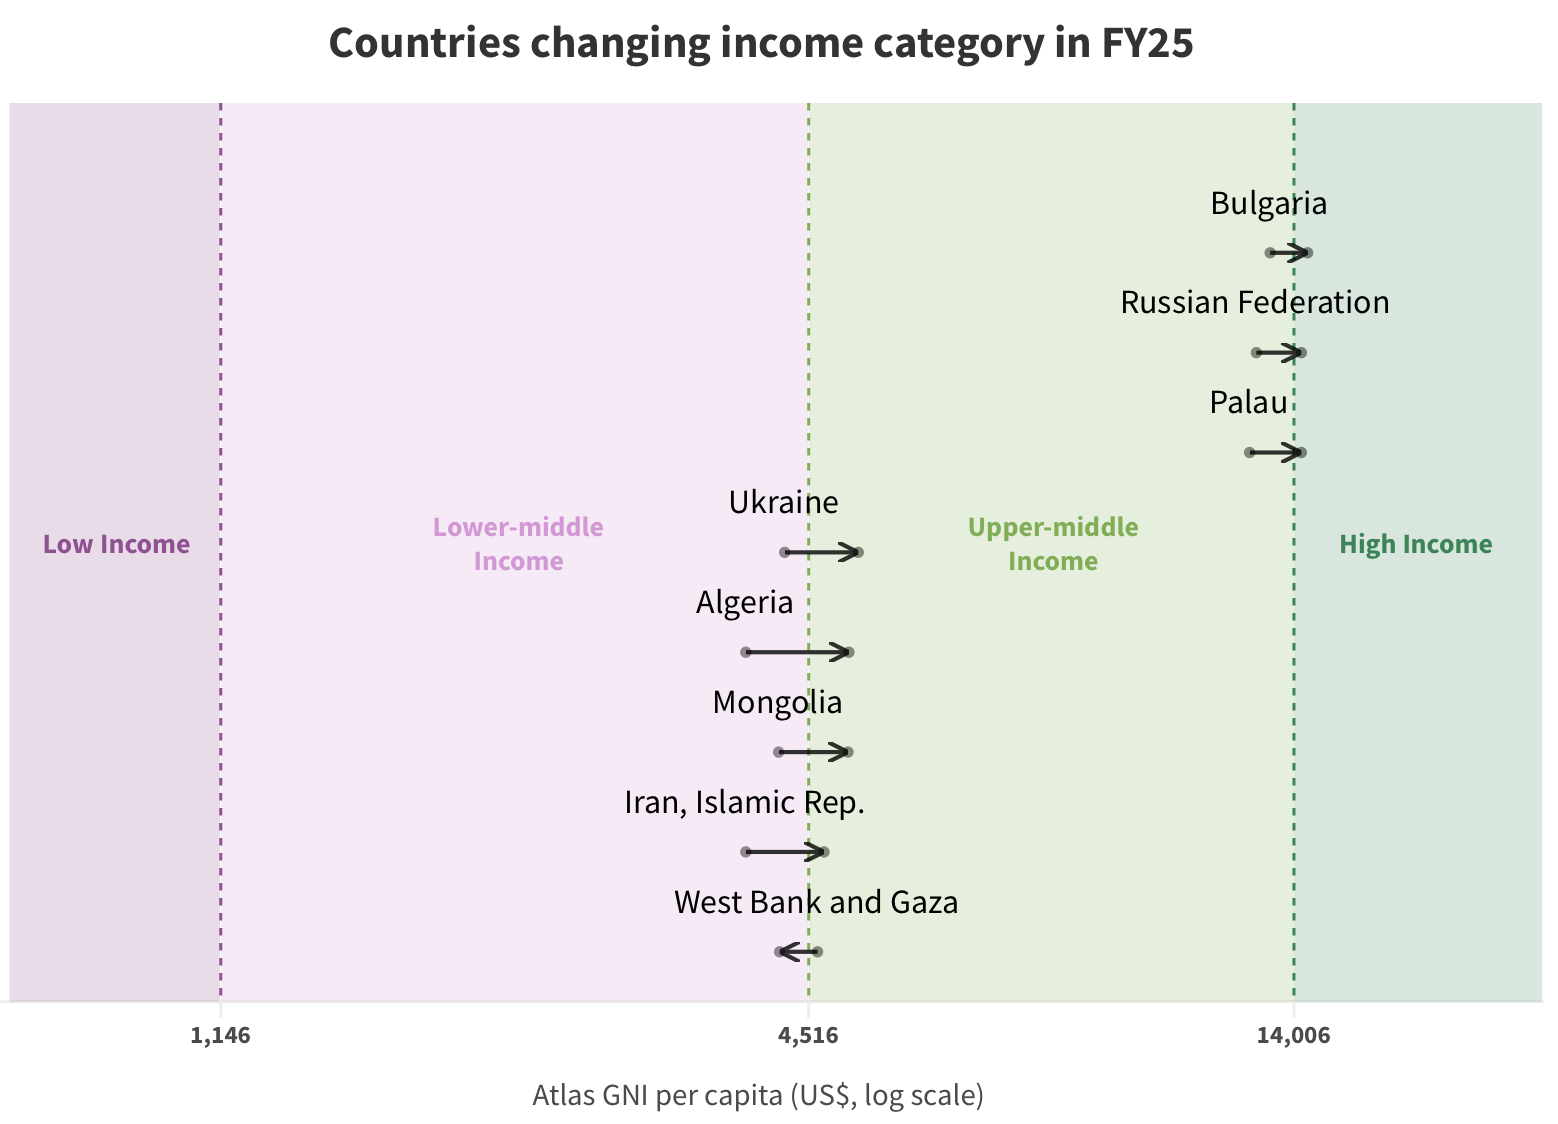 Countries changing income category in FY25
Bulgaria
Russian Federation
Palau
Ukraine
Low Income
Lower-middle
Income
Upper-middle
Income
High Income
Algeria
Mongolia
Iran, Islamic Rep.
West Bank and Gaza
1,146
4,516
14,006
Atlas GNI per capita (US$, log scale)